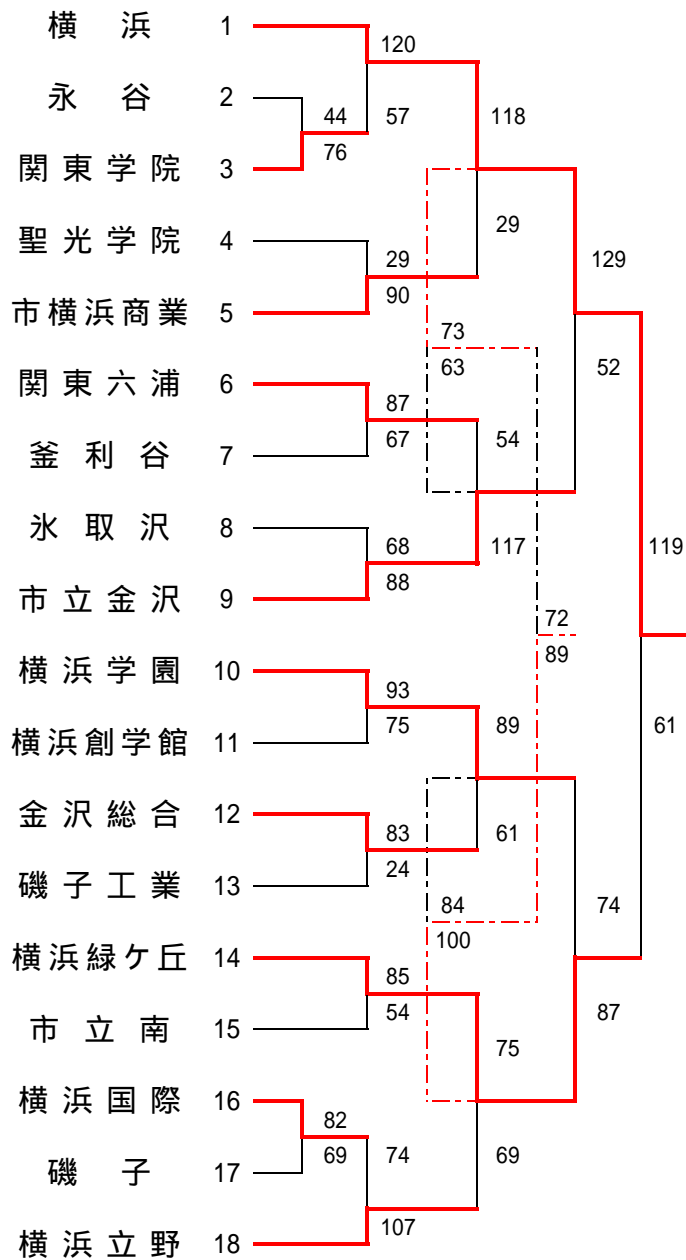 横浜 1
120
永谷 2
44 57 118
76
関東学院 3
聖光学院 4
29 29 129
90
市横浜商業 5
73
63 52
関東六浦 6
87
67 54
釜利谷 7
氷取沢 8
68 117 119
88
市立金沢 9
72
89
横浜学園 10
93
75 89 61
横浜創学館 11
金沢総合 12
83 61
24
磯子工業 13
84 74
100
横浜緑ケ丘 14
85
54 87
市立南 15
75
横浜国際 16
82
69 74 69
磯子 17
107
横浜立野 18